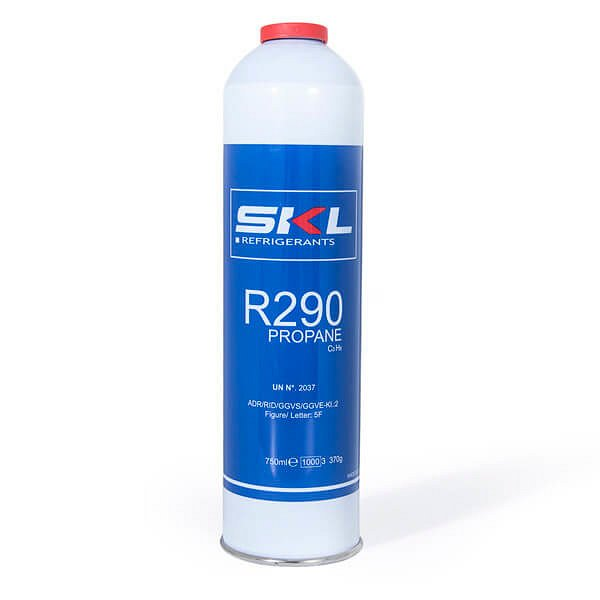 SKL
REFRIGERANTS
R290
PROPANE
C₃H₈
UN Nº. 2037
ADR/RID/GGVS/GGVE-Kl.:2
Figure/ Letter: 5F
750ml ℮ 1000 3 370g